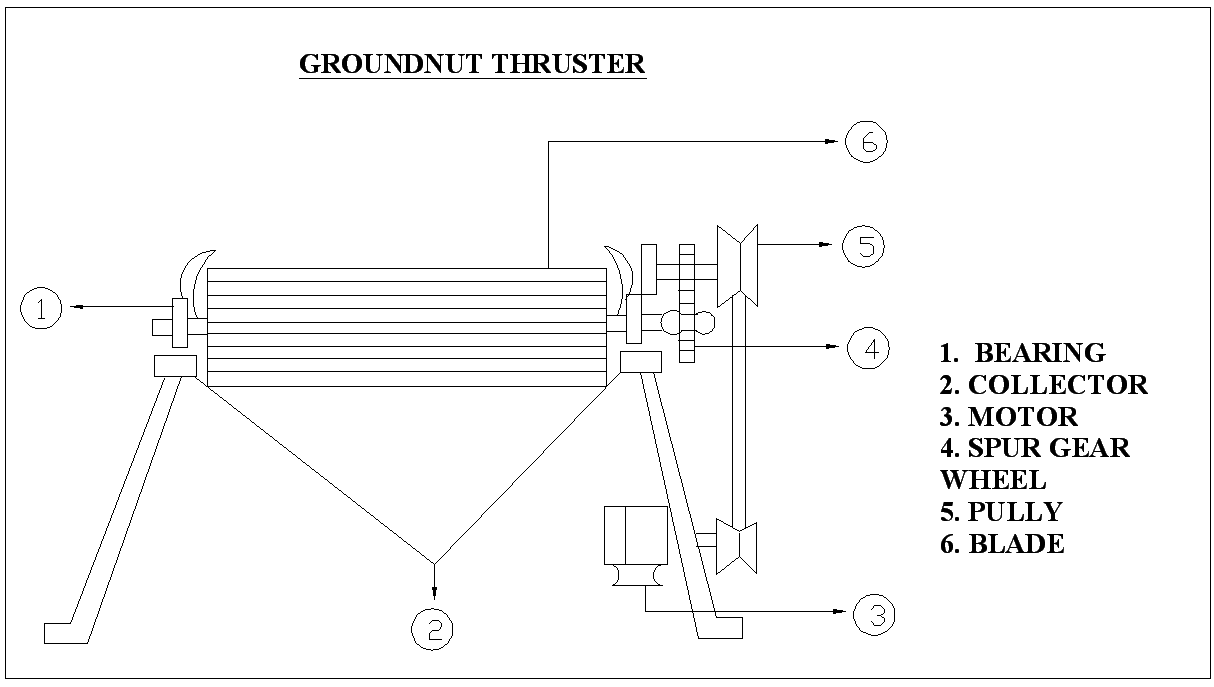 GROUNDNUT THRUSTER
6
5
1
4
1. BEARING
2. COLLECTOR
3. MOTOR
4. SPUR GEAR
WHEEL
5. PULLY
6. BLADE
3
2